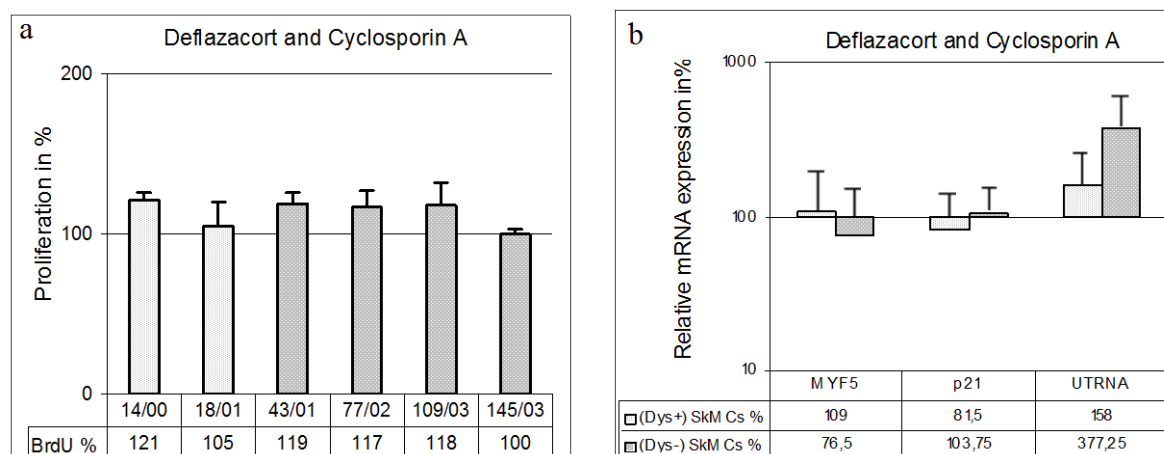 a
Deflazacort and Cyclosporin A
Proliferation in %
200
100
0
14/00 18/01 43/01 77/02 109/03 145/03
BrdU % 121 105 119 117 118 100
b
Deflazacort and Cyclosporin A
Relative mRNA expression in%
1000
100
10
MYF5 p21 UTRNA
(Dys+) SkM Cs % 109 81,5 158
(Dys-) SkM Cs % 76,5 103,75 377,25